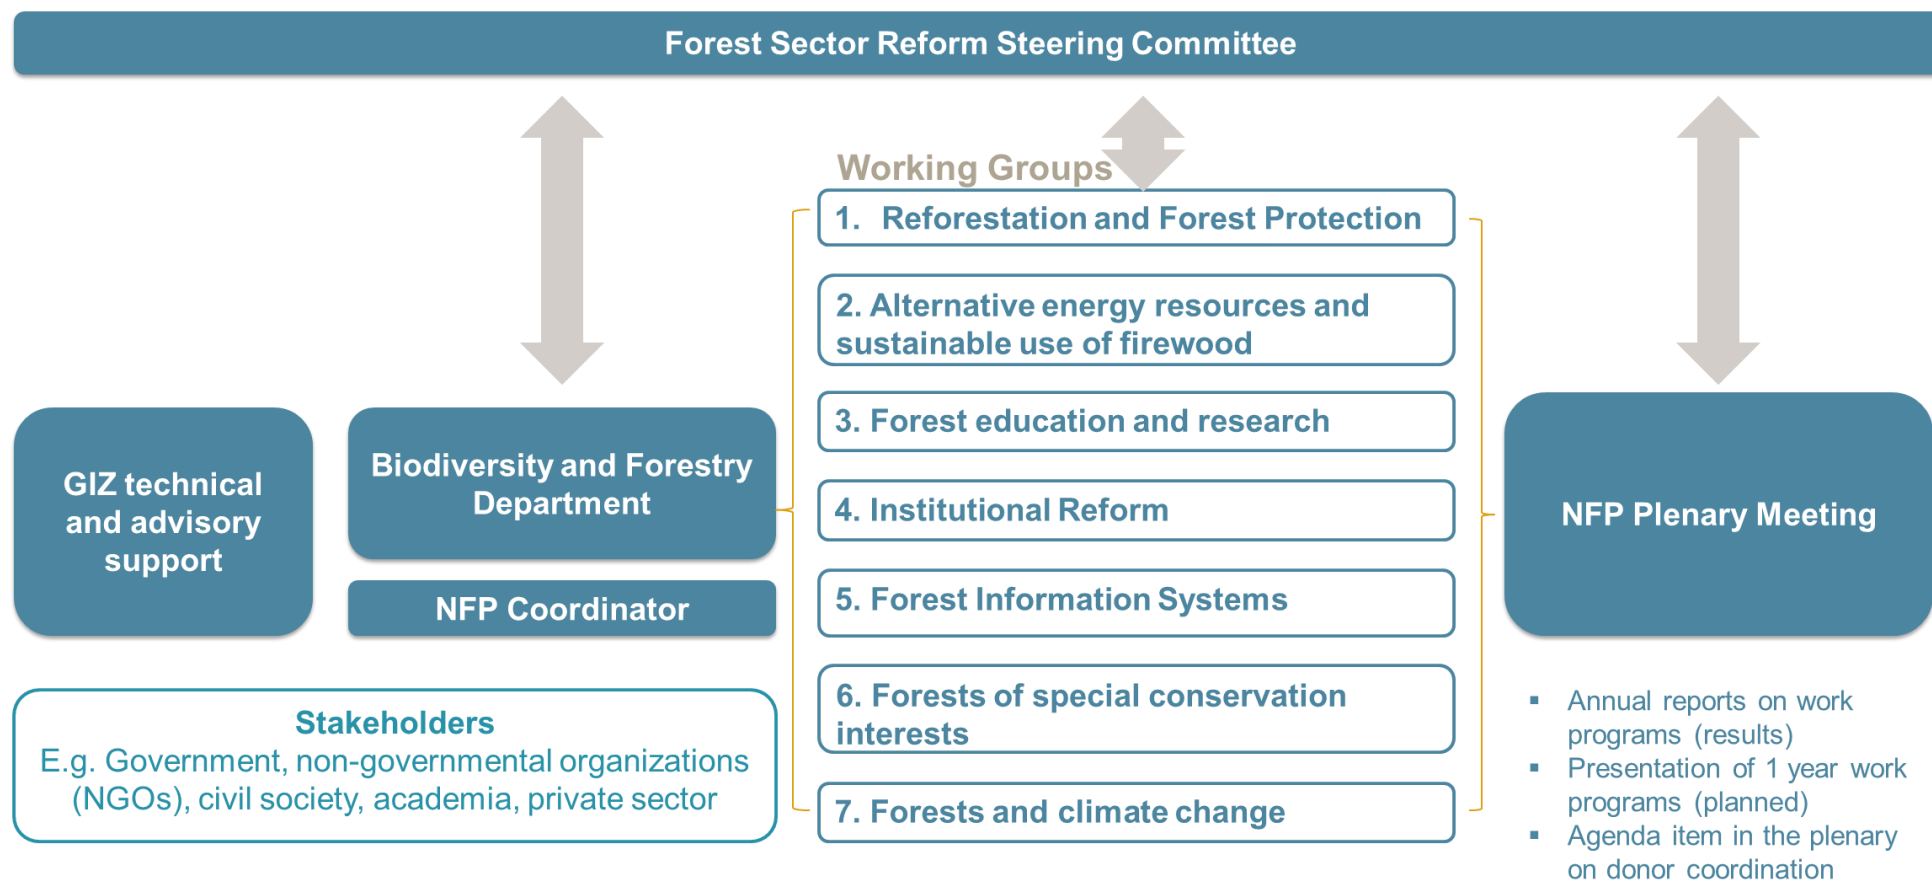 Forest Sector Reform Steering Committee
Working Groups
1. Reforestation and Forest Protection
2. Alternative energy resources and
sustainable use of firewood
3. Forest education and research
4. Institutional Reform
5. Forest Information Systems
6. Forests of special conservation
interests
7. Forests and climate change
GIZ technical
and advisory
support
Biodiversity and Forestry
Department
NFP Coordinator
Stakeholders
E.g. Government, non-governmental organizations
(NGOs), civil society, academia, private sector
NFP Plenary Meeting
▪ Annual reports on work
programs (results)
▪ Presentation of 1 year work
programs (planned)
▪ Agenda item in the plenary
on donor coordination